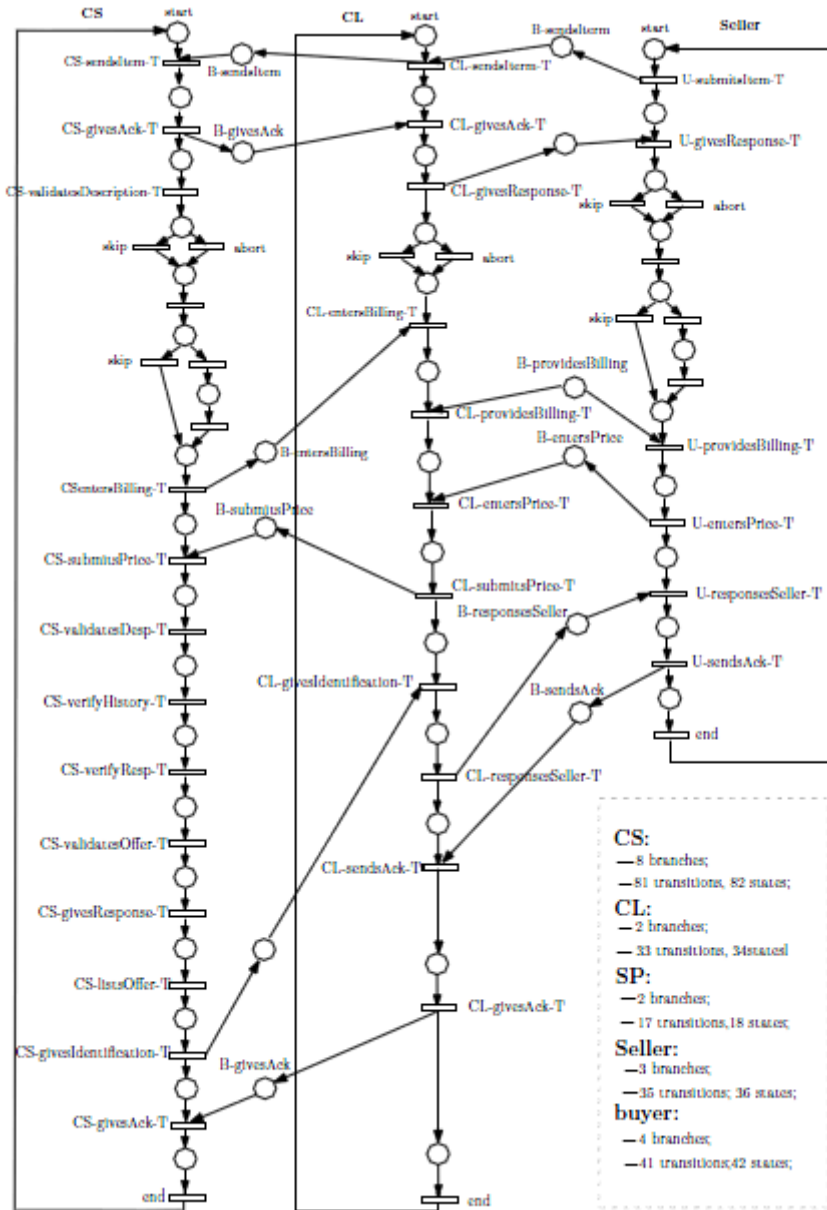 CS
start
CS-sendsItem-T
B-sendsItem
CS-givesAck-T
B-givesAck
CS-validatesDescription-T
skip
abort
skip
CSentersBilling-T
B-entersBilling
B-submitsPrice
CS-submitsPrice-T
CS-validatesDesp-T
CS-verifyHistory-T
CS-verifyResp-T
CS-validatesOffer-T
CS-givesResponse-T
CS-listsOffer-T
CS-givesIdentification-T
B-givesAck
CS-givesAck-T
end
CL
start
B-sendsIterm
CL-sendsIterm-T
CL-givesAck-T
CL-givesResponse-T
skip
abort
CL-entersBilling-T
B-providesBilling
CL-providesBilling-T
B-entersPrice
CL-entersPrice-T
CL-submitsPrice-T
B-responsesSeller
CL-givesIdentification-T
B-sendsAck
CL-responsesSeller-T
CL-sendsAck-T
CL-givesAck-T
end
Seller
start
U-submitsItem-T
U-givesResponse-T
skip
abort
skip
U-providesBilling-T
U-entersPrice-T
U-responsesSeller-T
U-sendsAck-T
end
CS:
—8 branches;
—81 transitions, 82 states;
CL:
— 2 branches;
— 33 transitions, 34states]
SP:
—2 branches;
— 17 transitions,18 states;
Seller:
—3 branches;
—35 transitions; 36 states;
buyer:
— 4 branches;
—41 transitions;42 states;